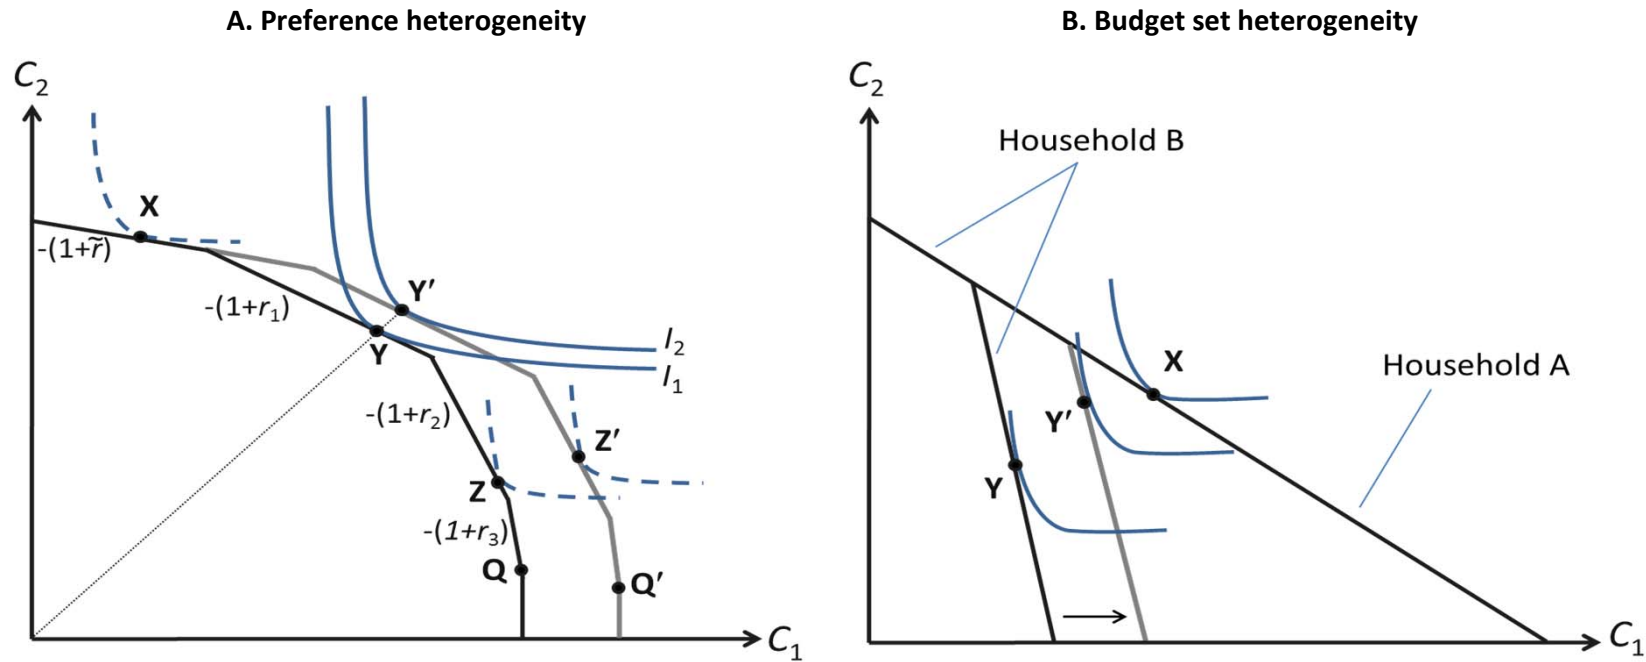 A. Preference heterogeneity
C₂
X
-(1+r̃)
-(1+r₁)
Y′
Y
I₂
I₁
-(1+r₂)
Z′
Z
-(1+r₃)
Q
Q′
C₁
B. Budget set heterogeneity
C₂
Household B
X
Household A
Y′
Y
C₁